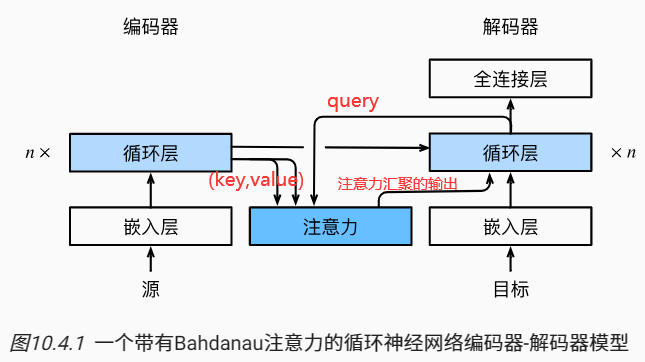 编码器
解码器
全连接层
query
n ×
循环层
循环层
× n
(key,value)
注意力汇聚的输出
嵌入层
注意力
嵌入层
源
目标
图10.4.1 一个带有Bahdanau注意力的循环神经网络编码器-解码器模型